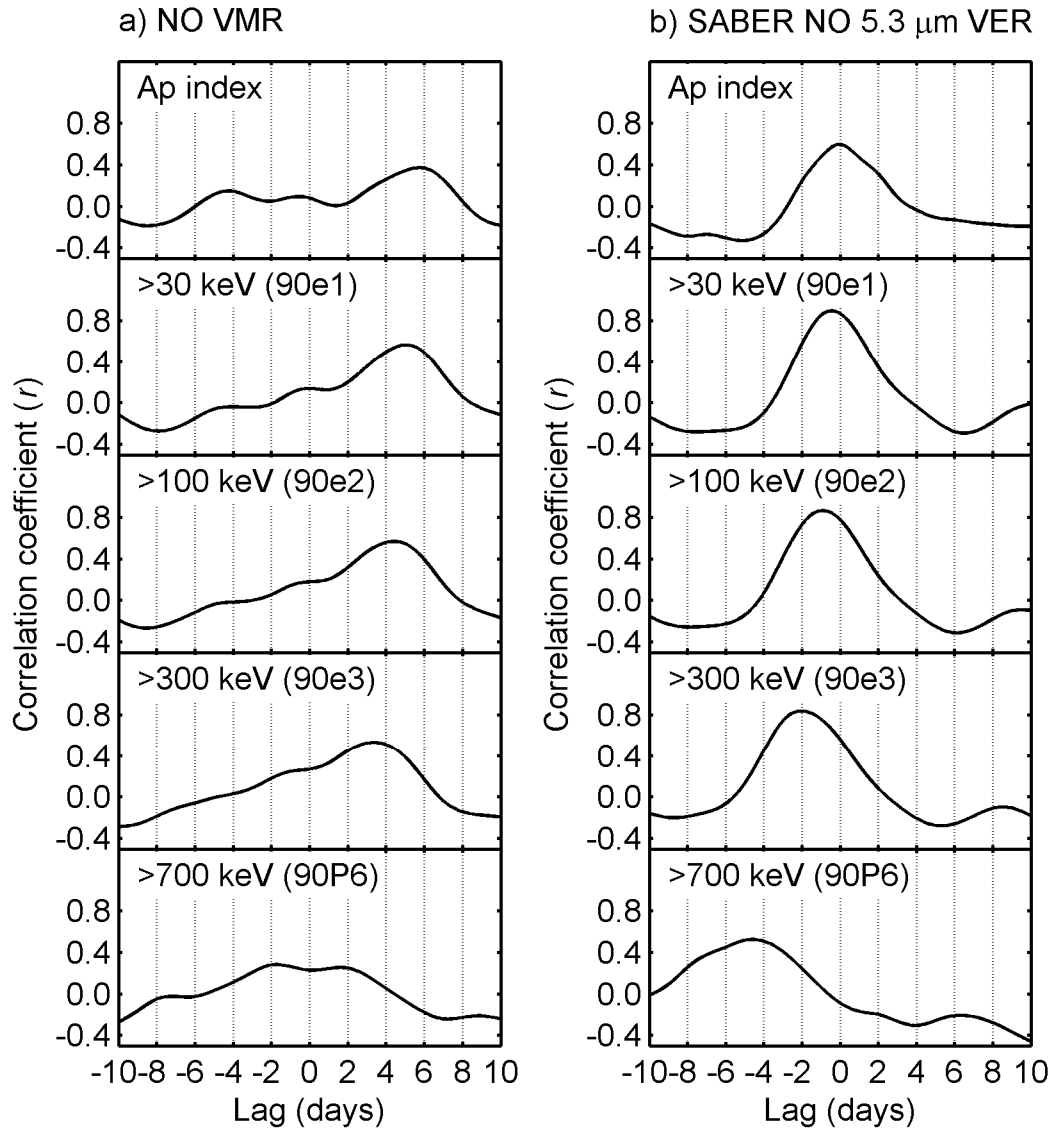 a) NO VMR
b) SABER NO 5.3 μm VER
Correlation coefficient (r)
Ap index
0.8
0.4
0.0
-0.4
>30 keV (90e1)
0.8
0.4
0.0
-0.4
>100 keV (90e2)
0.8
0.4
0.0
-0.4
>300 keV (90e3)
0.8
0.4
0.0
-0.4
>700 keV (90P6)
0.8
0.4
0.0
-0.4
-10 -8 -6 -4 -2 0 2 4 6 8 10
Lag (days)
Correlation coefficient (r)
Ap index
0.8
0.4
0.0
-0.4
>30 keV (90e1)
0.8
0.4
0.0
-0.4
>100 keV (90e2)
0.8
0.4
0.0
-0.4
>300 keV (90e3)
0.8
0.4
0.0
-0.4
>700 keV (90P6)
0.8
0.4
0.0
-0.4
-10 -8 -6 -4 -2 0 2 4 6 8 10
Lag (days)